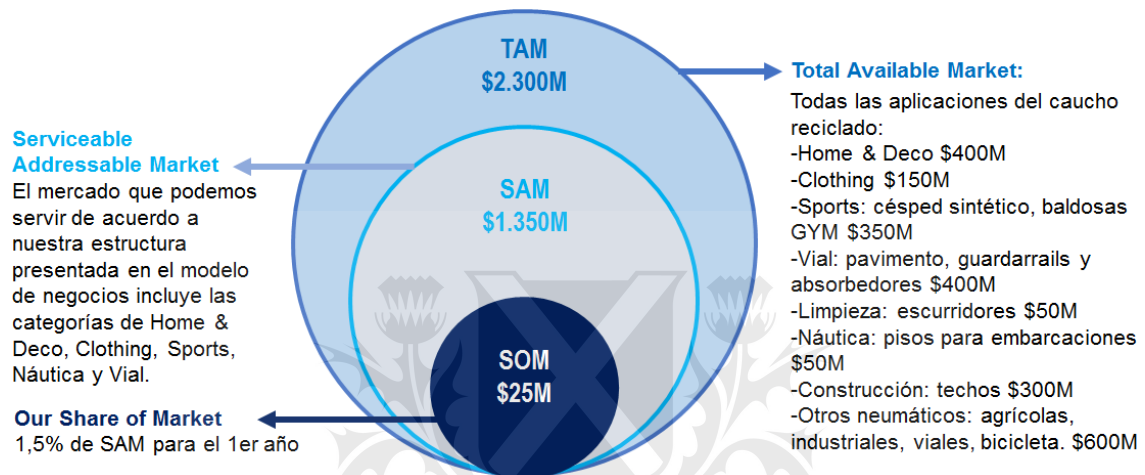 TAM
$2.300M
SAM
$1.350M
SOM
$25M
Serviceable
Addressable Market
El mercado que podemos
servir de acuerdo a
nuestra estructura
presentada en el modelo
de negocios incluye las
categorías de Home &
Deco, Clothing, Sports,
Náutica y Vial.
Our Share of Market
1,5% de SAM para el 1er año
Total Available Market:
Todas las aplicaciones del caucho
reciclado:
-Home & Deco $400M
-Clothing $150M
-Sports: césped sintético, baldosas
GYM $350M
-Vial: pavimento, guardarrails y
absorbedores $400M
-Limpieza: escurridores $50M
-Náutica: pisos para embarcaciones
$50M
-Construcción: techos $300M
-Otros neumáticos: agrícolas,
industriales, viales, bicicleta. $600M